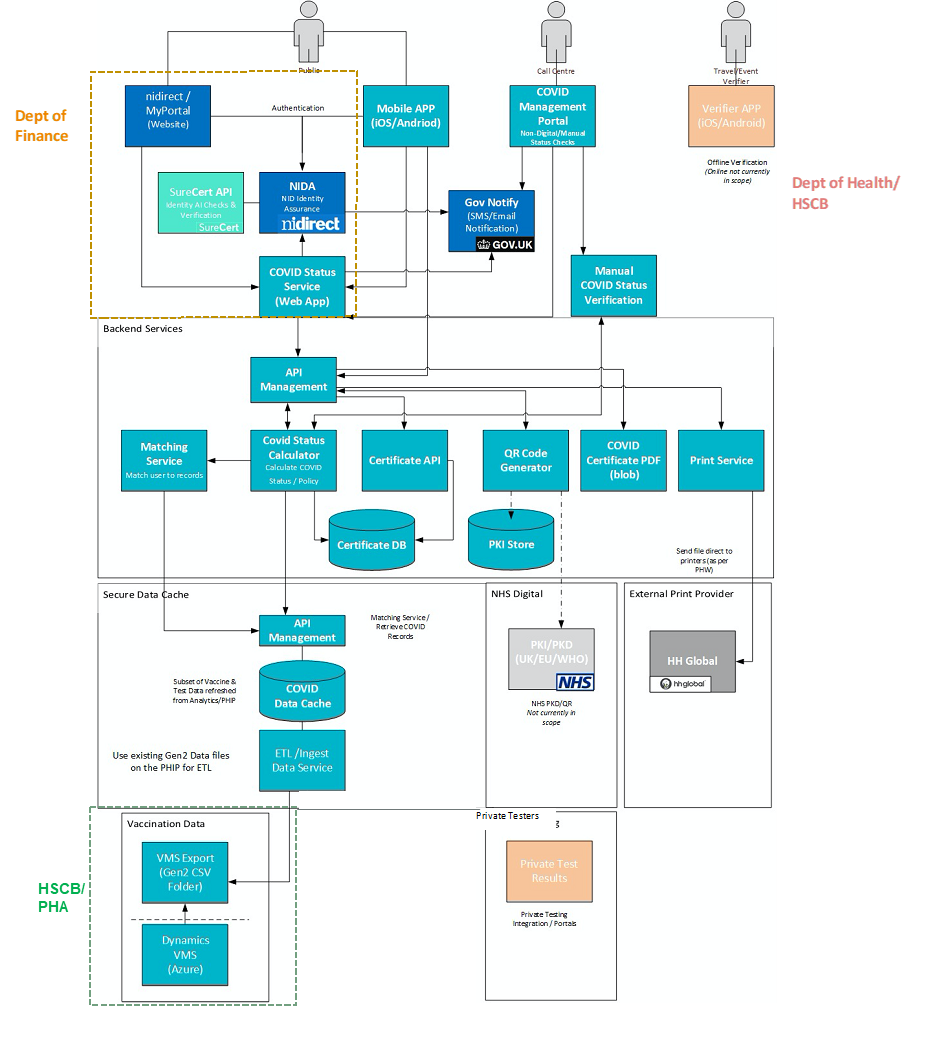 Public
Call Centre
Travel/Event
Verifier
Dept of
Finance
nidirect /
MyPortal
(Website)
Authentication
Mobile APP
(iOS/Andriod)
COVID
Management
Portal
Non-Digital/Manual
Status Checks
Verifier APP
(iOS/Android)
Offline Verification
(Online not currently
in scope)
Dept of Health/
HSCB
SureCert API
Identity AI Checks &
Verification
SureCert
NIDA
NID Identity
Assurance
nidirect
Gov Notify
(SMS/Email
Notification)
GOV.UK
COVID Status
Service
(Web App)
Manual
COVID Status
Verification
Backend Services
API
Management
Matching
Service
Match user to records
Covid Status
Calculator
Calculate COVID
Status / Policy
Certificate API
QR Code
Generator
COVID
Certificate PDF
(blob)
Print Service
Certificate DB
PKI Store
Send file direct to
printers (as per
PHW)
Secure Data Cache
NHS Digital
External Print Provider
API
Management
Matching Service /
Retrieve COVID
Records
PKI/PKD
(UK/EU/WHO)
NHS
HH Global
hhglobal
Subset of Vaccine &
Test Data refreshed
from Analytics/PHIP
COVID
Data Cache
NHS PKD/QR
Not currently in
scope
Use existing Gen2 Data files
on the PHIP for ETL
ETL /Ingest
Data Service
Private Testers
Vaccination Data
HSCB/
PHA
VMS Export
(Gen2 CSV
Folder)
Private Test
Results
Private Testing
Integration / Portals
Dynamics
VMS
(Azure)